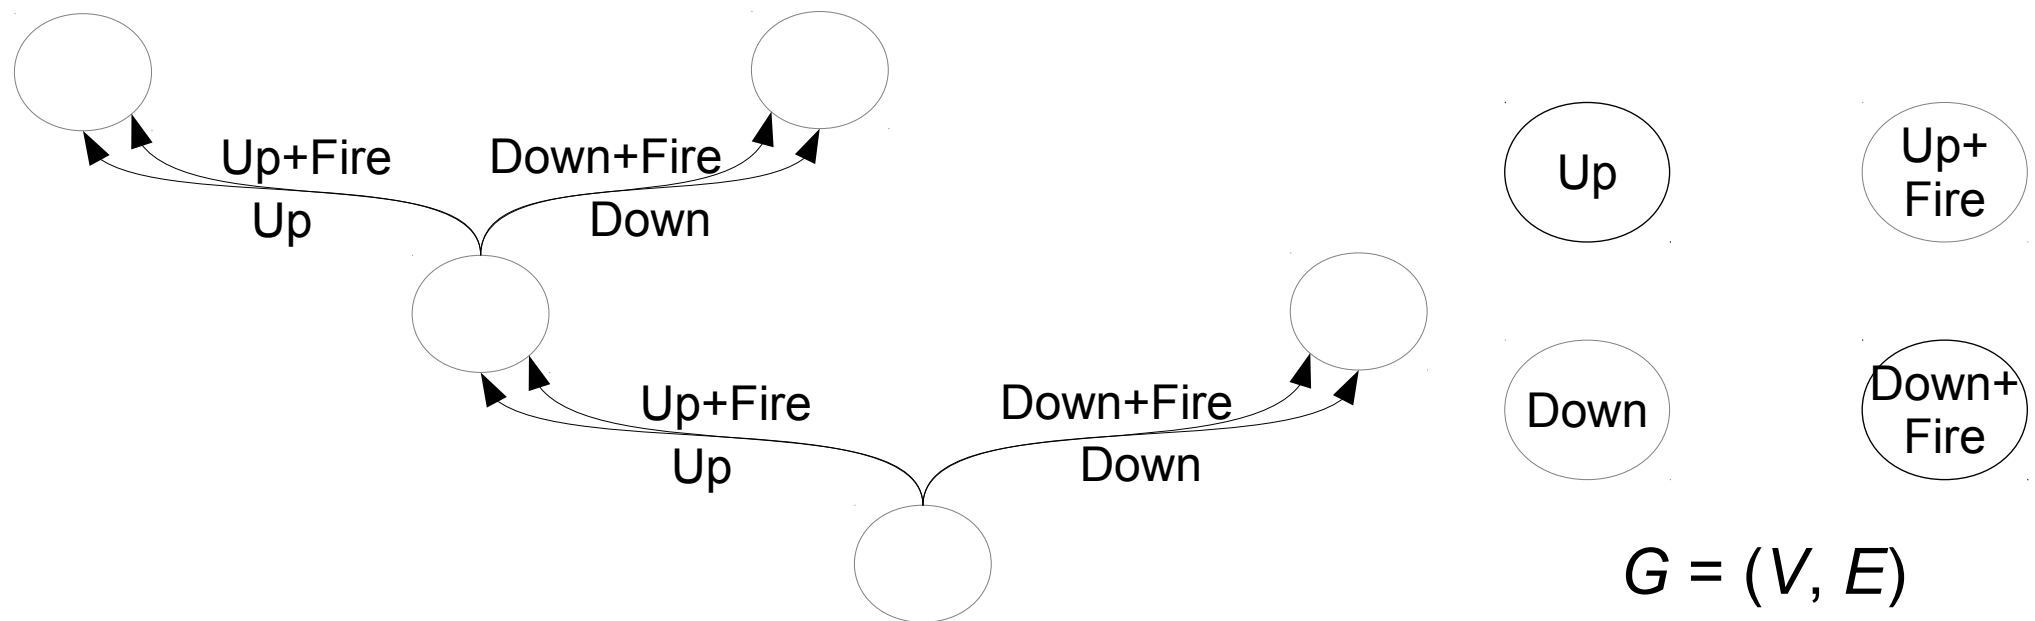 Up+Fire
Up
Down+Fire
Down
Up+Fire
Up
Down+Fire
Down
Up
Up+
Fire
Down
Down+
Fire
G = (V, E)